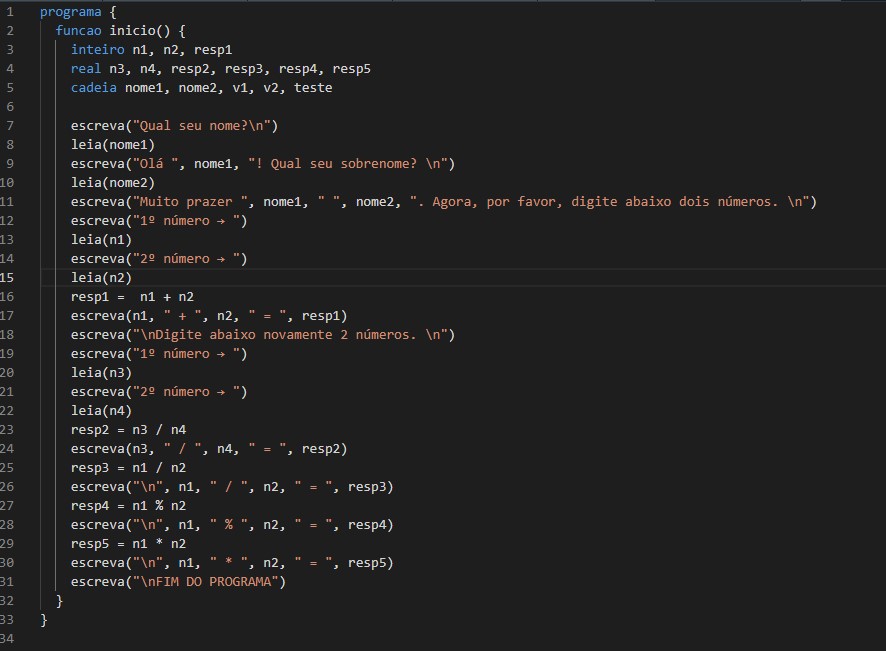 1 programa {
2 funcao inicio() {
3 inteiro n1, n2, resp1
4 real n3, n4, resp2, resp3, resp4, resp5
5 cadeia nome1, nome2, v1, v2, teste
6
7 escreva("Qual seu nome?\n")
8 leia(nome1)
9 escreva("Olá ", nome1, "! Qual seu sobrenome? \n")
10 leia(nome2)
11 escreva("Muito prazer ", nome1, " ", nome2, ". Agora, por favor, digite abaixo dois números. \n")
12 escreva("1º número → ")
13 leia(n1)
14 escreva("2º número → ")
15 leia(n2)
16 resp1 =  n1 + n2
17 escreva(n1, " + ", n2, " = ", resp1)
18 escreva("\nDigite abaixo novamente 2 números. \n")
19 escreva("1º número → ")
20 leia(n3)
21 escreva("2º número → ")
22 leia(n4)
23 resp2 = n3 / n4
24 escreva(n3, " / ", n4, " = ", resp2)
25 resp3 = n1 / n2
26 escreva("\n", n1, " / ", n2, " = ", resp3)
27 resp4 = n1 % n2
28 escreva("\n", n1, " % ", n2, " = ", resp4)
29 resp5 = n1 * n2
30 escreva("\n", n1, " * ", n2, " = ", resp5)
31 escreva("\nFIM DO PROGRAMA")
32 }
33 }
34